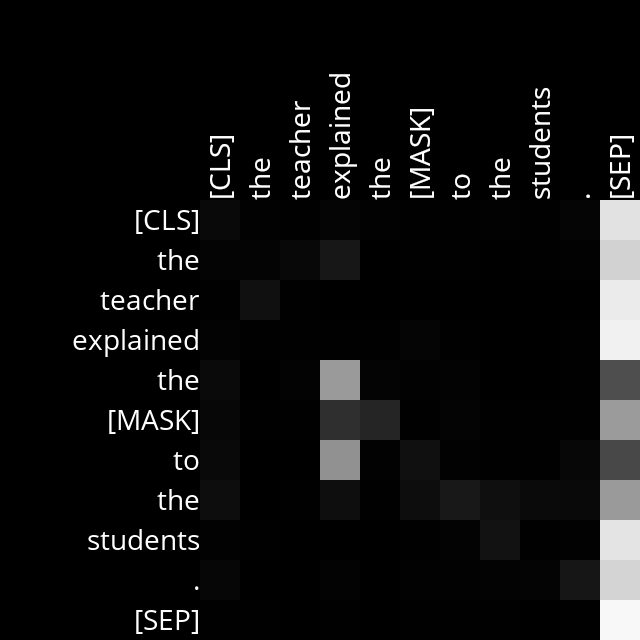 [CLS] the teacher explained the [MASK] to the students . [SEP]
[CLS]
the
teacher
explained
the
[MASK]
to
the
students
.
[SEP]